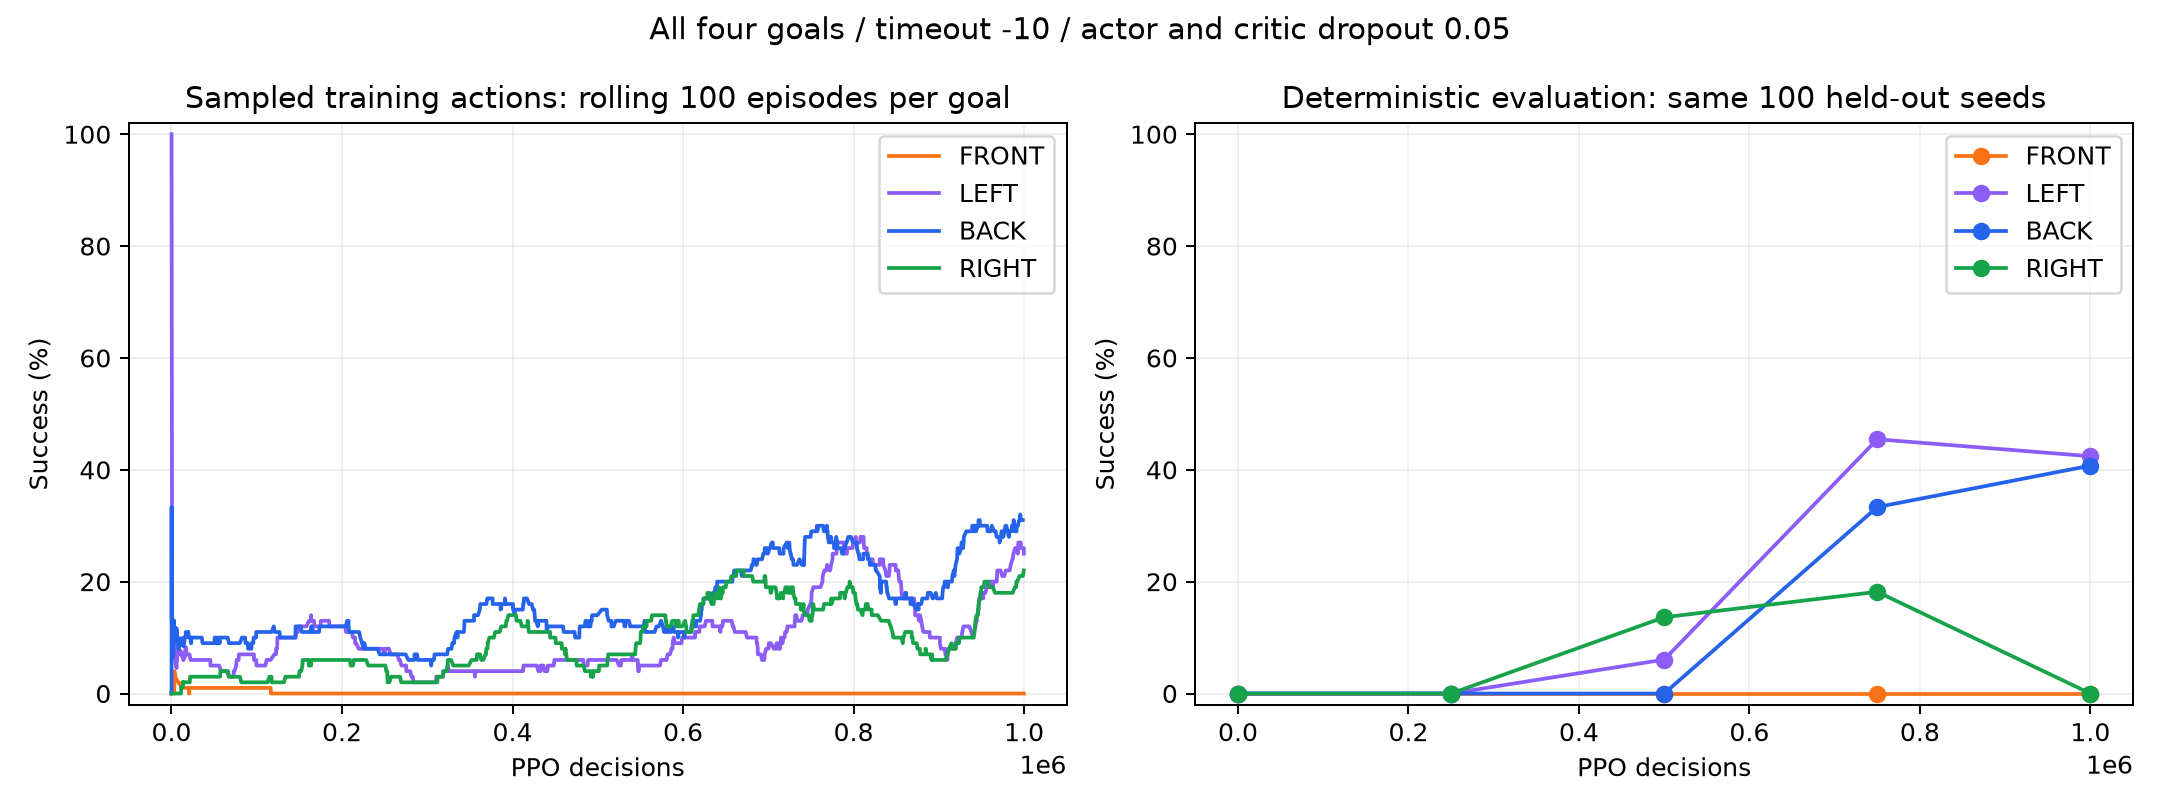 All four goals / timeout -10 / actor and critic dropout 0.05
Sampled training actions: rolling 100 episodes per goal
100
80
60
40
20
0
Success (%)
FRONT
LEFT
BACK
RIGHT
0.0 0.2 0.4 0.6 0.8 1.0
1e6
PPO decisions
Deterministic evaluation: same 100 held-out seeds
100
80
60
40
20
0
Success (%)
FRONT
LEFT
BACK
RIGHT
0.0 0.2 0.4 0.6 0.8 1.0
1e6
PPO decisions